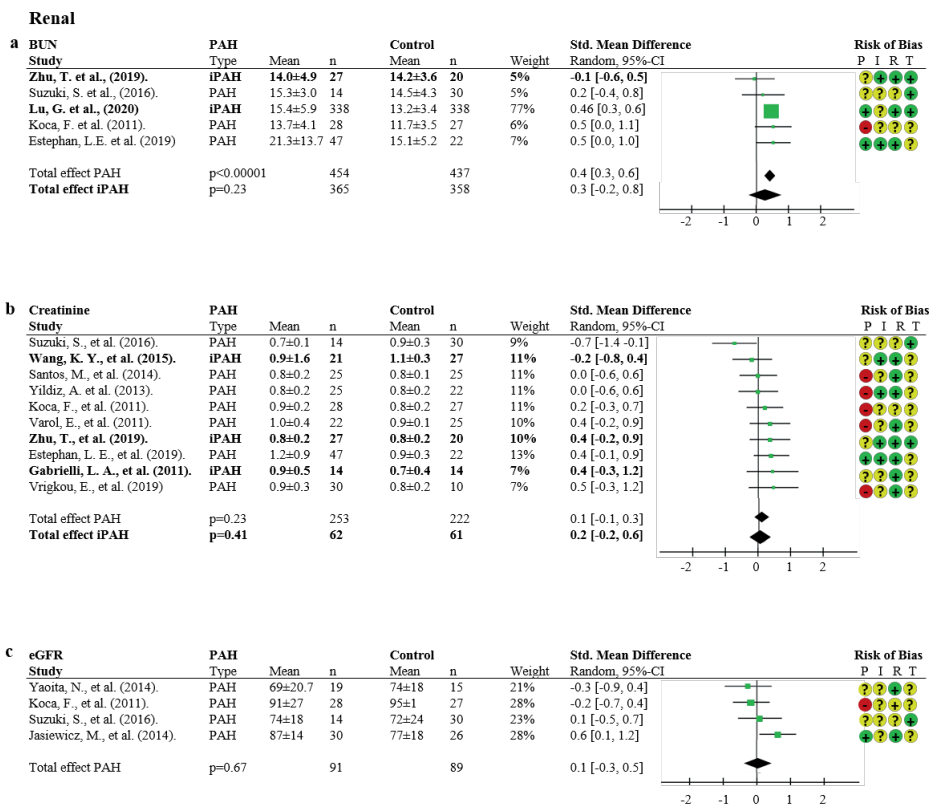 Renal
a BUN PAH Control Std. Mean Difference Risk of Bias
Study Type Mean n Mean n Weight Random, 95%-CI P I R T
Zhu, T. et al., (2019). iPAH 14.0±4.9 27 14.2±3.6 20 5% -0.1 [-0.6, 0.5] ? + + +
Suzuki, S. et al., (2016). PAH 15.3±3.0 14 14.5±4.3 30 5% 0.2 [-0.4, 0.8] ? ? ? +
Lu, G. et al., (2020) iPAH 15.4±5.9 338 13.2±3.4 338 77% 0.46 [0.3, 0.6] + ? + ?
Koca, F. et al. (2011). PAH 13.7±4.1 28 11.7±3.5 27 6% 0.5 [0.0, 1.1] - ? ? ?
Estephan, L.E. et al. (2019) PAH 21.3±13.7 47 15.1±5.2 22 7% 0.5 [0.0, 1.0] + + + ?
Total effect PAH p<0.00001 454 437 0.4 [0.3, 0.6]
Total effect iPAH p=0.23 365 358 0.3 [-0.2, 0.8]
-2 -1 0 1 2
b Creatinine PAH Control Std. Mean Difference Risk of Bias
Study Type Mean n Mean n Weight Random, 95%-CI P I R T
Suzuki, S., et al. (2016). PAH 0.7±0.1 14 0.9±0.3 30 9% -0.7 [-1.4 -0.1] ? ? ? +
Wang, K. Y., et al. (2015). iPAH 0.9±1.6 21 1.1±0.3 27 11% -0.2 [-0.8, 0.4] ? + + ?
Santos, M., et al. (2014). PAH 0.8±0.2 25 0.8±0.1 25 11% 0.0 [-0.6, 0.6] - ? + ?
Yildiz, A. et al. (2013). PAH 0.8±0.2 25 0.8±0.2 22 11% 0.0 [-0.6, 0.6] - + + ?
Koca, F., et al. (2011). PAH 0.9±0.2 28 0.8±0.2 27 11% 0.2 [-0.3, 0.7] - ? ? ?
Varol, E., et al. (2011). PAH 1.0±0.4 22 0.9±0.1 25 10% 0.4 [-0.2, 0.9] - ? + ?
Zhu, T., et al. (2019). iPAH 0.8±0.2 27 0.8±0.2 20 10% 0.4 [-0.2, 0.9] ? + + +
Estephan, L. E., et al. (2019). PAH 1.2±0.9 47 0.9±0.3 22 13% 0.4 [-0.1, 0.9] + + + ?
Gabrielli, L. A., et al. (2011). iPAH 0.9±0.5 14 0.7±0.4 14 7% 0.4 [-0.3, 1.2] ? ? + ?
Vrigkou, E., et al. (2019) PAH 0.9±0.3 30 0.8±0.2 10 7% 0.5 [-0.3, 1.2] - ? ? ?
Total effect PAH p=0.23 253 222 0.1 [-0.1, 0.3]
Total effect iPAH p=0.41 62 61 0.2 [-0.2, 0.6]
-2 -1 0 1 2
c eGFR PAH Control Std. Mean Difference Risk of Bias
Study Type Mean n Mean n Weight Random, 95%-CI P I R T
Yaoita, N., et al. (2014). PAH 69±20.7 19 74±18 15 21% -0.3 [-0.9, 0.4] ? ? + ?
Koca, F., et al. (2011). PAH 91±27 28 95±1 27 28% -0.2 [-0.7, 0.4] - ? ? ?
Suzuki, S., et al. (2016). PAH 74±18 14 72±24 30 23% 0.1 [-0.5, 0.7] ? ? ? +
Jasiewicz, M., et al. (2014). PAH 87±14 30 77±18 26 28% 0.6 [0.1, 1.2] + ? + ?
Total effect PAH p=0.67 91 89 0.1 [-0.3, 0.5]
-2 -1 0 1 2